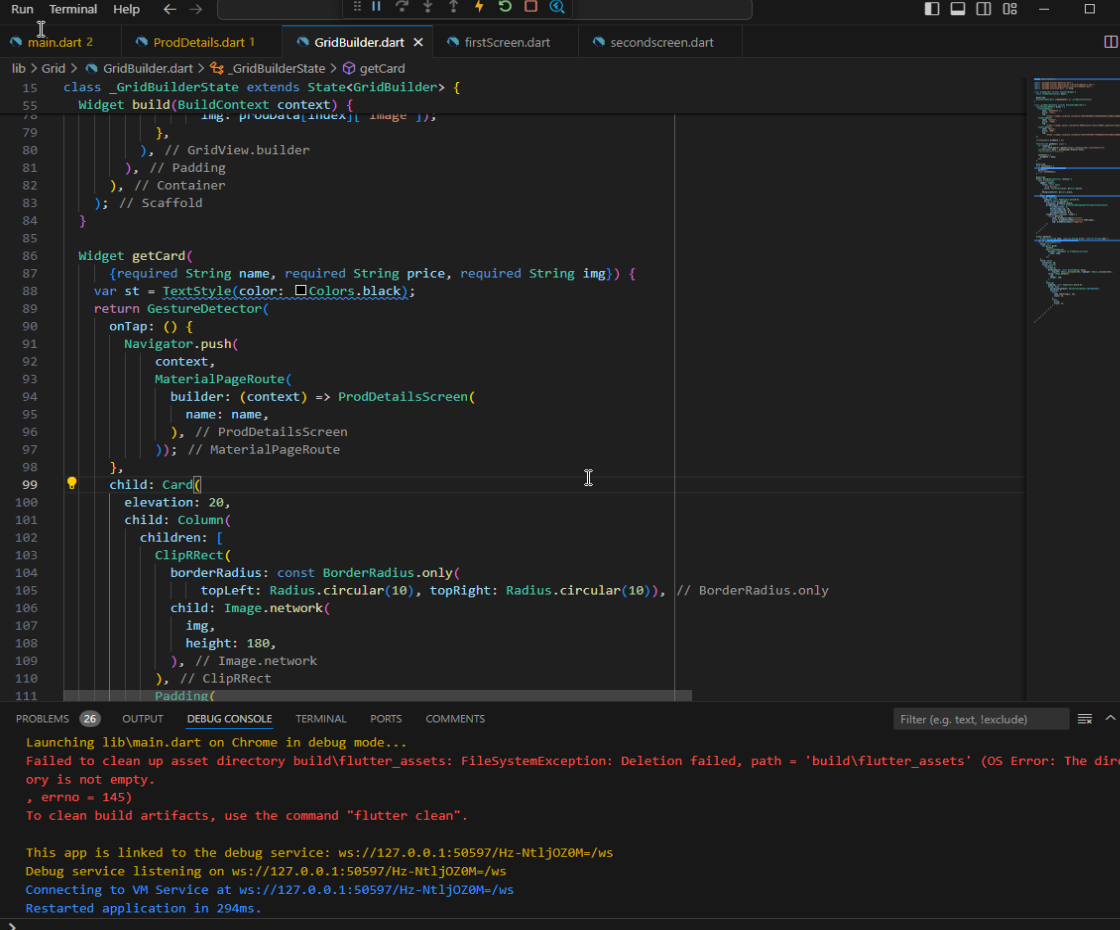 Run Terminal Help
main.dart 2 ProdDetails.dart 1 GridBuilder.dart firstScreen.dart secondscreen.dart
lib > Grid > GridBuilder.dart > _GridBuilderState > getCard
15 class _GridBuilderState extends State<GridBuilder> {
55 Widget build(BuildContext context) {
78 img: prodData[index]["image"]);
79 },
80 ), // GridView.builder
81 ), // Padding
82 ), // Container
83 ); // Scaffold
84 }
85
86 Widget getCard(
87 {required String name, required String price, required String img}) {
88 var st = TextStyle(color: Colors.black);
89 return GestureDetector(
90 onTap: () {
91 Navigator.push(
92 context,
93 MaterialPageRoute(
94 builder: (context) => ProdDetailsScreen(
95 name: name,
96 ), // ProdDetailsScreen
97 )); // MaterialPageRoute
98 },
99 child: Card(
100 elevation: 20,
101 child: Column(
102 children: [
103 ClipRRect(
104 borderRadius: const BorderRadius.only(
105 topLeft: Radius.circular(10), topRight: Radius.circular(10)), // BorderRadius.only
106 child: Image.network(
107 img,
108 height: 180,
109 ), // Image.network
110 ), // ClipRRect
111 Padding(
PROBLEMS 26 OUTPUT DEBUG CONSOLE TERMINAL PORTS COMMENTS Filter (e.g. text, !exclude)
Launching lib\main.dart on Chrome in debug mode...
Failed to clean up asset directory build\flutter_assets: FileSystemException: Deletion failed, path = 'build\flutter_assets' (OS Error: The dire
ory is not empty.
, errno = 145)
To clean build artifacts, use the command "flutter clean".
This app is linked to the debug service: ws://127.0.0.1:50597/Hz-NtljOZ0M=/ws
Debug service listening on ws://127.0.0.1:50597/Hz-NtljOZ0M=/ws
Connecting to VM Service at ws://127.0.0.1:50597/Hz-NtljOZ0M=/ws
Restarted application in 294ms.
>